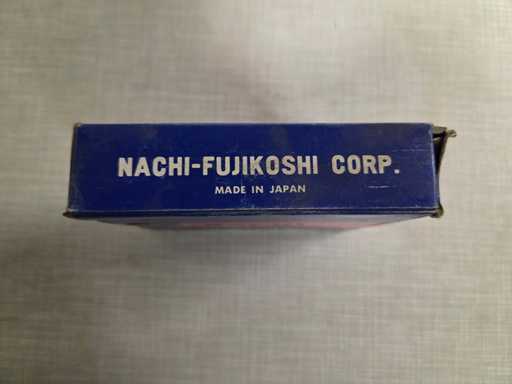 NACHI-FUJIKOSHI CORP.
MADE IN JAPAN